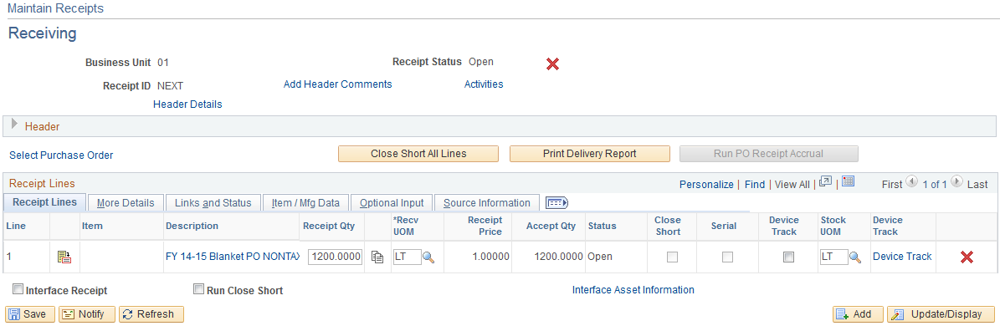 Maintain Receipts
Receiving
Business Unit 01 Receipt Status Open
Receipt ID NEXT Add Header Comments Activities
Header Details
Header
Select Purchase Order Close Short All Lines Print Delivery Report Run PO Receipt Accrual
Receipt Lines Personalize | Find | View All | | First 1 of 1 Last
Receipt Lines More Details Links and Status Item / Mfg Data Optional Input Source Information
Line Item Description Receipt Qty *Recv UOM Receipt Price Accept Qty Status Close Short Serial Device Track Stock UOM Device Track
1 FY 14-15 Blanket PO NONTAX 1200.0000 LT 1.00000 1200.0000 Open LT Device Track
Interface Receipt Run Close Short Interface Asset Information
Save Notify Refresh Add Update/Display